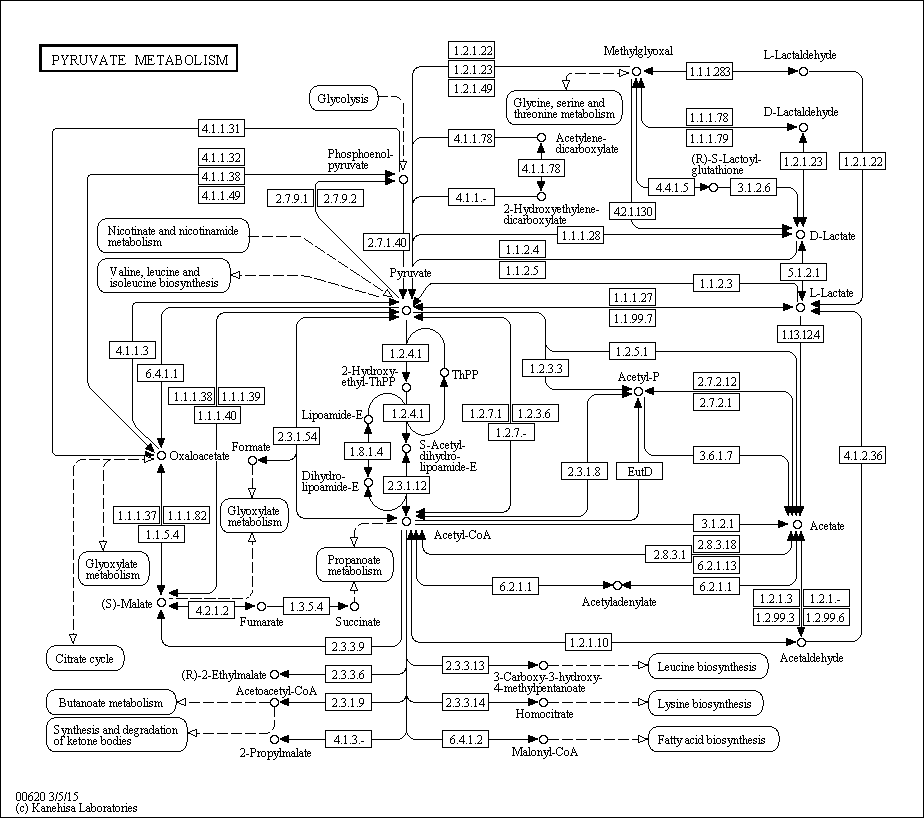 PYRUVATE METABOLISM
1.2.1.22
1.2.1.23
1.2.1.49
Methylglyoxal
1.1.1.283
L-Lactaldehyde
Glycolysis
Glycine, serine and
threonine metabolism
1.1.1.78
1.1.1.79
D-Lactaldehyde
4.1.1.31
4.1.1.32
4.1.1.38
4.1.1.49
Phosphoenol-
pyruvate
4.1.1.78
Acetylene-
dicarboxylate
4.1.1.78
(R)-S-Lactoyl-
glutathione
1.2.1.23
1.2.1.22
4.4.1.5
3.1.2.6
2.7.9.1
2.7.9.2
4.1.1.-
2-Hydroxyethylene-
dicarboxylate
4.2.1.130
Nicotinate and nicotinamide
metabolism
2.7.1.40
1.1.1.28
D-Lactate
1.1.2.4
1.1.2.5
Valine, leucine and
isoleucine biosynthesis
Pyruvate
5.1.2.1
1.1.2.3
L-Lactate
1.1.1.27
1.1.99.7
1.13.12.4
4.1.1.3
6.4.1.1
1.2.4.1
1.2.5.1
1.2.3.3
2-Hydroxy-
ethyl-ThPP
ThPP
Acetyl-P
2.7.2.12
2.7.2.1
1.1.1.38
1.1.1.39
1.1.1.40
Lipoamide-E
1.2.4.1
1.2.7.1
1.2.3.6
1.2.7.-
2.3.1.54
Formate
1.8.1.4
S-Acetyl-
dihydro-
lipoamide-E
Oxaloacetate
3.6.1.7
4.1.2.36
2.3.1.8
EutD
Dihydro-
lipoamide-E
2.3.1.12
Glyoxylate
metabolism
1.1.1.37
1.1.1.82
1.1.5.4
Acetyl-CoA
3.1.2.1
Acetate
2.8.3.18
2.8.3.1
6.2.1.13
Glyoxylate
metabolism
Propanoate
metabolism
6.2.1.1
6.2.1.1
Acetyladenylate
(S)-Malate
4.2.1.2
Fumarate
1.3.5.4
Succinate
1.2.1.3
1.2.1.-
1.2.99.3
1.2.99.6
2.3.3.9
1.2.1.10
Acetaldehyde
Citrate cycle
(R)-2-Ethylmalate
2.3.3.6
2.3.3.13
3-Carboxy-3-hydroxy-
4-methylpentanoate
Leucine biosynthesis
Acetoacetyl-CoA
Butanoate metabolism
2.3.1.9
2.3.3.14
Homocitrate
Lysine biosynthesis
Synthesis and degradation
of ketone bodies
2-Propylmalate
4.1.3.-
6.4.1.2
Malonyl-CoA
Fatty acid biosynthesis
00620 3/5/15
(c) Kanehisa Laboratories